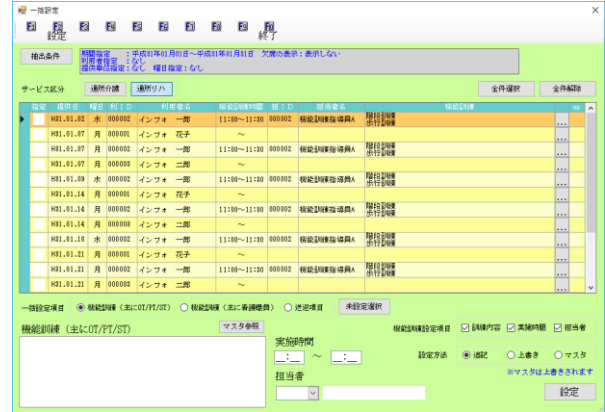 一括設定
F1 F2 F3 F4 F5 F6 F7 F8 F9 F10
設定 終了
抽出条件
期間指定 :平成31年01月01日~平成31年01月31日 欠席の表示:表示しない
利用者指定 :なし
提供単位指定:なし 曜日指定:なし
サービス区分 通所介護 通所リハ 全件選択 全件解除
指定 提供日 曜日 利ID 利用者名 機能訓練時間 担ID 担当者名 機能訓練 up
H31.01.02 水 000002 インフォ 一郎 11:00~11:30 000002 機能訓練指導員A 階段訓練
歩行訓練 ...
H31.01.07 月 000001 インフォ 花子 ~ ...
H31.01.07 月 000002 インフォ 一郎 11:00~11:30 000002 機能訓練指導員A 階段訓練
歩行訓練 ...
H31.01.07 月 000003 インフォ 二郎 ~ ...
H31.01.09 水 000002 インフォ 一郎 11:00~11:30 000002 機能訓練指導員A 階段訓練
歩行訓練 ...
H31.01.14 月 000001 インフォ 花子 ~ ...
H31.01.14 月 000002 インフォ 一郎 11:00~11:30 000002 機能訓練指導員A 階段訓練
歩行訓練 ...
H31.01.14 月 000003 インフォ 二郎 ~ ...
H31.01.16 水 000002 インフォ 一郎 11:00~11:30 000002 機能訓練指導員A 階段訓練
歩行訓練 ...
H31.01.21 月 000001 インフォ 花子 ~ ...
H31.01.21 月 000002 インフォ 一郎 11:00~11:30 000002 機能訓練指導員A 階段訓練
歩行訓練 ...
H31.01.21 月 000003 インフォ 二郎 ~ ...
一括設定項目 機能訓練(主にOT/PT/ST) 機能訓練(主に看護職員) 送迎項目 未設定選択
機能訓練(主にOT/PT/ST) マスタ参照
機能訓練設定項目 訓練内容 実施時間 担当者
実施時間
__:__ ~ __:__
設定方法 追記 上書き マスタ
※マスタは上書きされます
担当者
設定